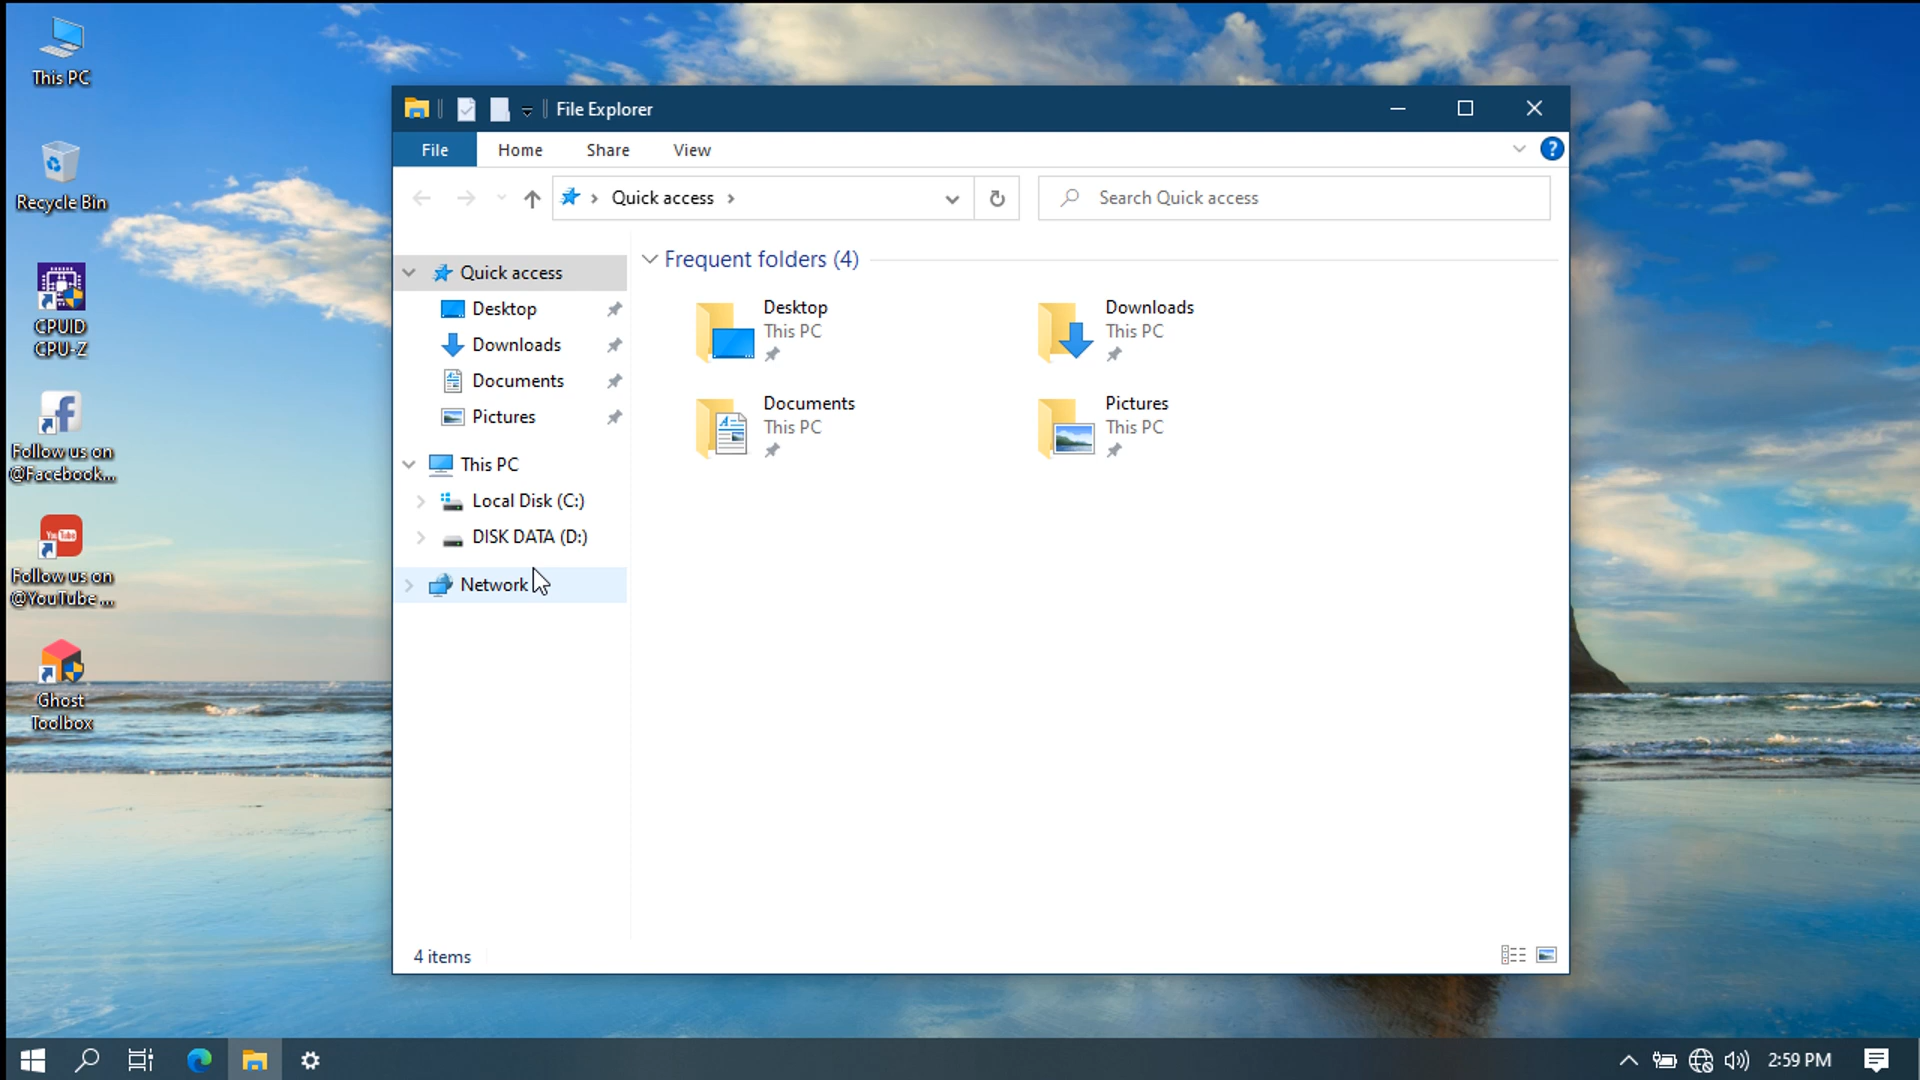 This PC
Recycle Bin
CPUID
CPU-Z
Follow us on
@Facebook...
Follow us on
@YouTube ...
Ghost
Toolbox
File Explorer
File Home Share View
Quick access
Search Quick access
Quick access
Desktop
Downloads
Documents
Pictures
This PC
Local Disk (C:)
DISK DATA (D:)
Network
Frequent folders (4)
Desktop
This PC
Downloads
This PC
Documents
This PC
Pictures
This PC
4 items
2:59 PM